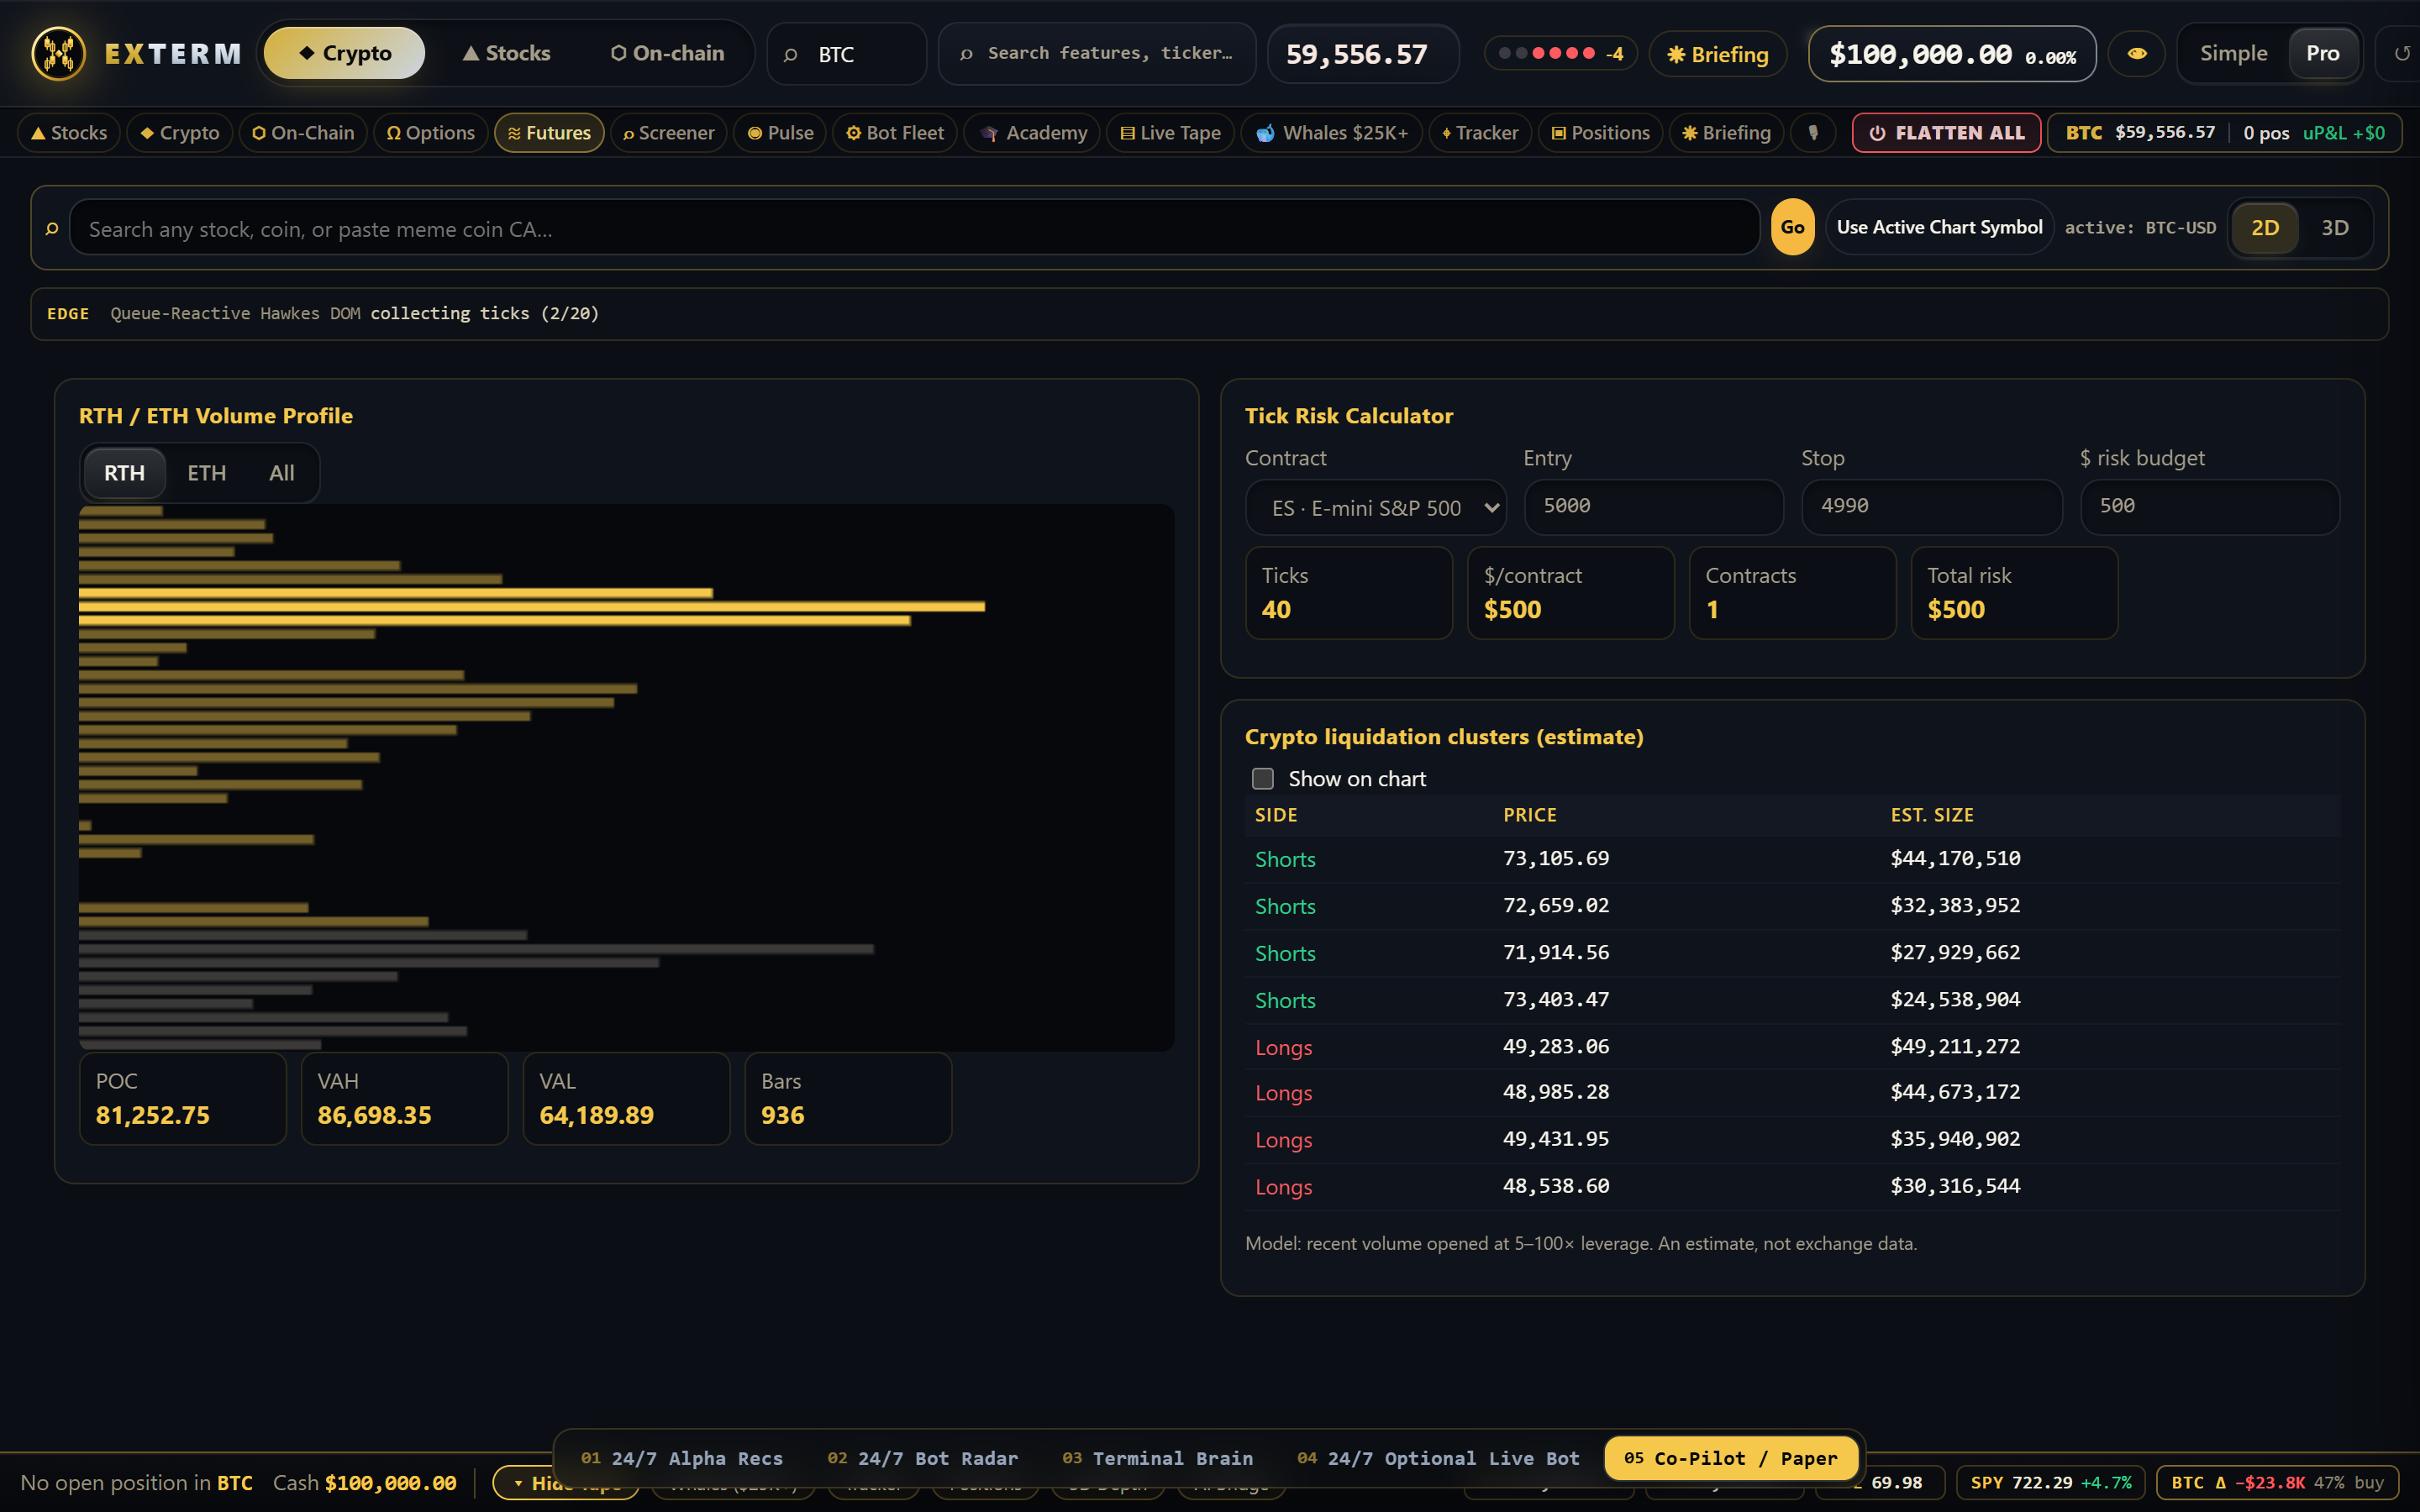 EXTERM
◆ Crypto ▲ Stocks ⬡ On-chain
BTC
Search features, ticker…
59,556.57
-4
Briefing
$100,000.00 0.00%
Simple Pro
Stocks Crypto On-Chain Options Futures Screener Pulse Bot Fleet Academy Live Tape Whales $25K+ Tracker Positions Briefing
FLATTEN ALL
BTC $59,556.57 0 pos uP&L +$0
Search any stock, coin, or paste meme coin CA…
Go
Use Active Chart Symbol
active: BTC-USD
2D 3D
EDGE Queue-Reactive Hawkes DOM collecting ticks (2/20)
RTH / ETH Volume Profile
RTH ETH All
POC VAH VAL Bars
81,252.75 86,698.35 64,189.89 936
Tick Risk Calculator
Contract Entry Stop $ risk budget
ES · E-mini S&P 500 5000 4990 500
Ticks $/contract Contracts Total risk
40 $500 1 $500
Crypto liquidation clusters (estimate)
Show on chart
SIDE PRICE EST. SIZE
Shorts 73,105.69 $44,170,510
Shorts 72,659.02 $32,383,952
Shorts 71,914.56 $27,929,662
Shorts 73,403.47 $24,538,904
Longs 49,283.06 $49,211,272
Longs 48,985.28 $44,673,172
Longs 49,431.95 $35,940,902
Longs 48,538.60 $30,316,544
Model: recent volume opened at 5–100× leverage. An estimate, not exchange data.
01 24/7 Alpha Recs 02 24/7 Bot Radar 03 Terminal Brain 04 24/7 Optional Live Bot 05 Co-Pilot / Paper
No open position in BTC Cash $100,000.00
69.98
SPY 722.29 +4.7%
BTC Δ −$23.8K 47% buy